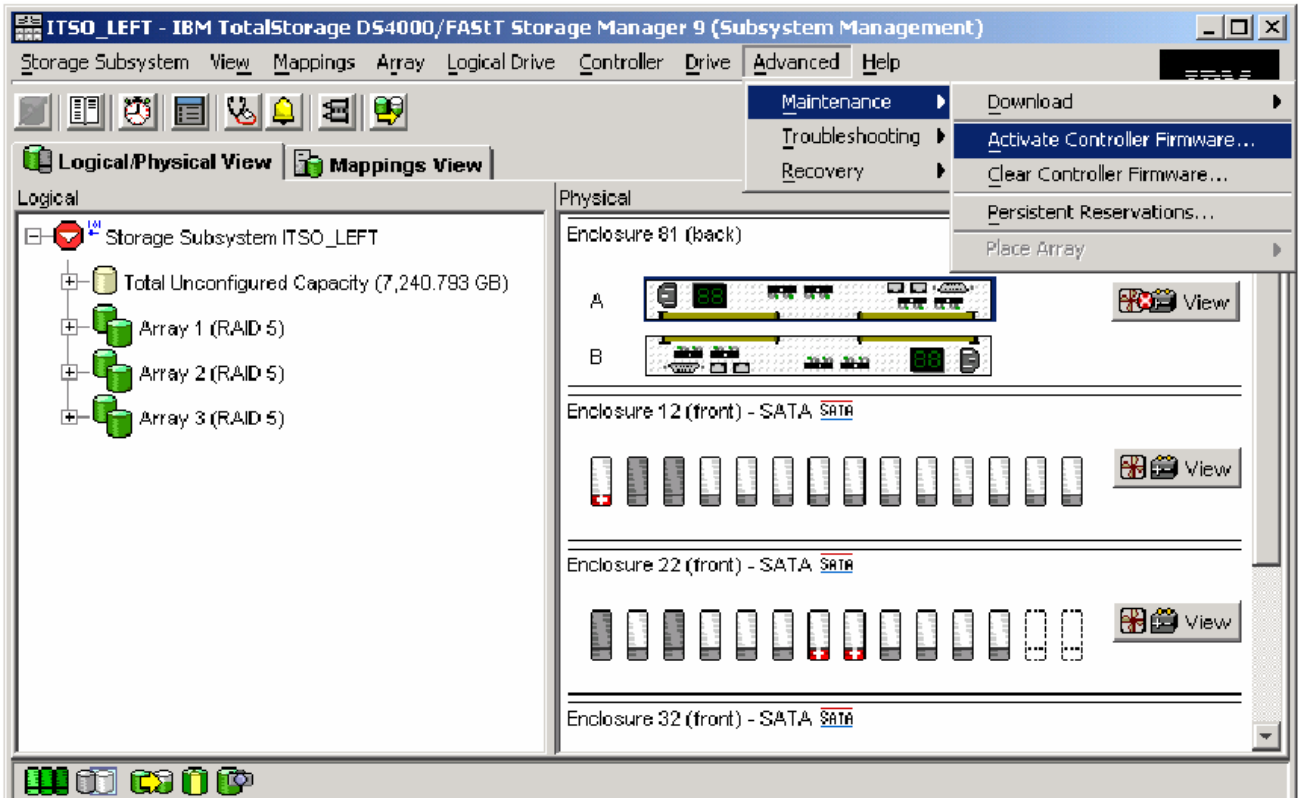 ITSO_LEFT - IBM TotalStorage DS4000/FAStT Storage Manager 9 (Subsystem Management)
Storage Subsystem View Mappings Array Logical Drive Controller Drive Advanced Help
Maintenance
Troubleshooting
Recovery
Download
Activate Controller Firmware...
Clear Controller Firmware...
Persistent Reservations...
Place Array
Logical/Physical View Mappings View
Logical
Storage Subsystem ITSO_LEFT
Total Unconfigured Capacity (7,240.793 GB)
Array 1 (RAID 5)
Array 2 (RAID 5)
Array 3 (RAID 5)
Physical
Enclosure 81 (back)
A 88 View
B 88
Enclosure 12 (front) - SATA SATA
View
Enclosure 22 (front) - SATA SATA
View
Enclosure 32 (front) - SATA SATA